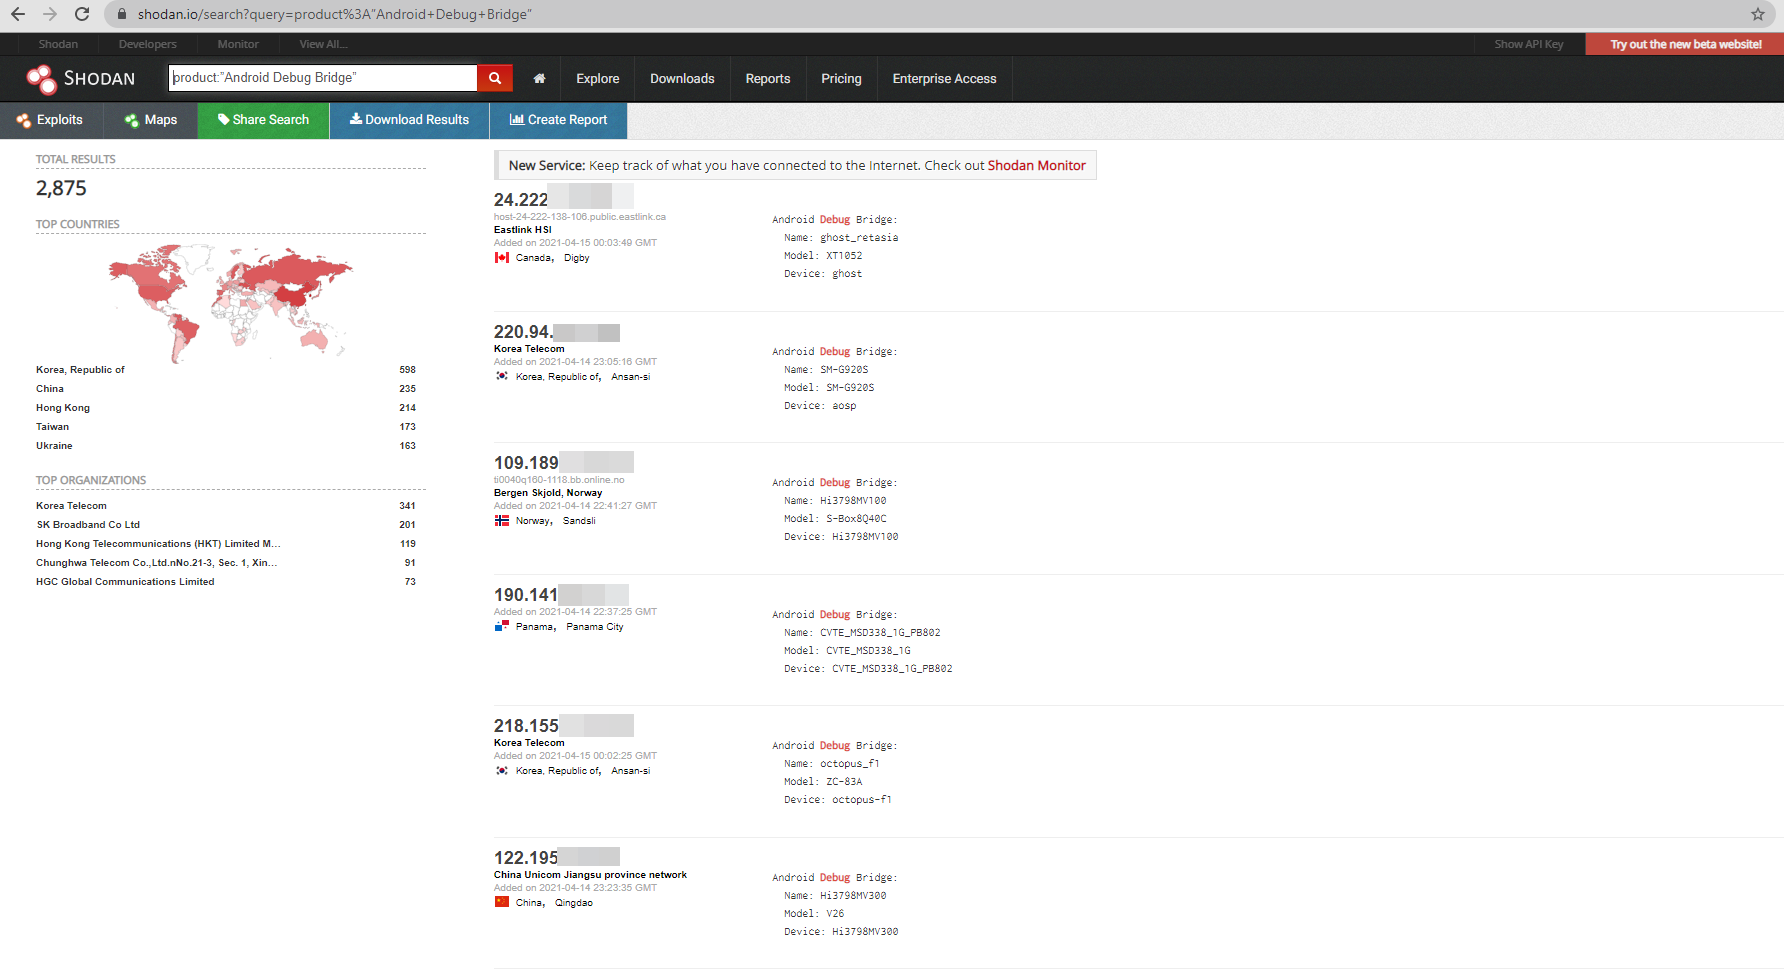 shodan.io/search?query=product%3A"Android+Debug+Bridge"
Shodan Developers Monitor View All... Show API Key Try out the new beta website!
SHODAN product:"Android Debug Bridge" Explore Downloads Reports Pricing Enterprise Access
Exploits Maps Share Search Download Results Create Report
TOTAL RESULTS
2,875
TOP COUNTRIES
Korea, Republic of 598
China 235
Hong Kong 214
Taiwan 173
Ukraine 163
TOP ORGANIZATIONS
Korea Telecom 341
SK Broadband Co Ltd 201
Hong Kong Telecommunications (HKT) Limited M... 119
Chunghwa Telecom Co.,Ltd.nNo.21-3, Sec. 1, Xin... 91
HGC Global Communications Limited 73
New Service: Keep track of what you have connected to the Internet. Check out Shodan Monitor
24.222
host-24-222-138-106.public.eastlink.ca
Eastlink HSI
Added on 2021-04-15 00:03:49 GMT
Canada, Digby
Android Debug Bridge:
Name: ghost_retasia
Model: XT1052
Device: ghost
220.94.
Korea Telecom
Added on 2021-04-14 23:05:16 GMT
Korea, Republic of, Ansan-si
Android Debug Bridge:
Name: SM-G920S
Model: SM-G920S
Device: aosp
109.189
ti0040q160-1118.bb.online.no
Bergen Skjold, Norway
Added on 2021-04-14 22:41:27 GMT
Norway, Sandsli
Android Debug Bridge:
Name: Hi3798MV100
Model: S-Box8Q40C
Device: Hi3798MV100
190.141
Added on 2021-04-14 22:37:25 GMT
Panama, Panama City
Android Debug Bridge:
Name: CVTE_MSD338_1G_PB802
Model: CVTE_MSD338_1G
Device: CVTE_MSD338_1G_PB802
218.155
Korea Telecom
Added on 2021-04-15 00:02:25 GMT
Korea, Republic of, Ansan-si
Android Debug Bridge:
Name: octopus_f1
Model: ZC-83A
Device: octopus-f1
122.195
China Unicom Jiangsu province network
Added on 2021-04-14 23:23:35 GMT
China, Qingdao
Android Debug Bridge:
Name: Hi3798MV300
Model: V26
Device: Hi3798MV300